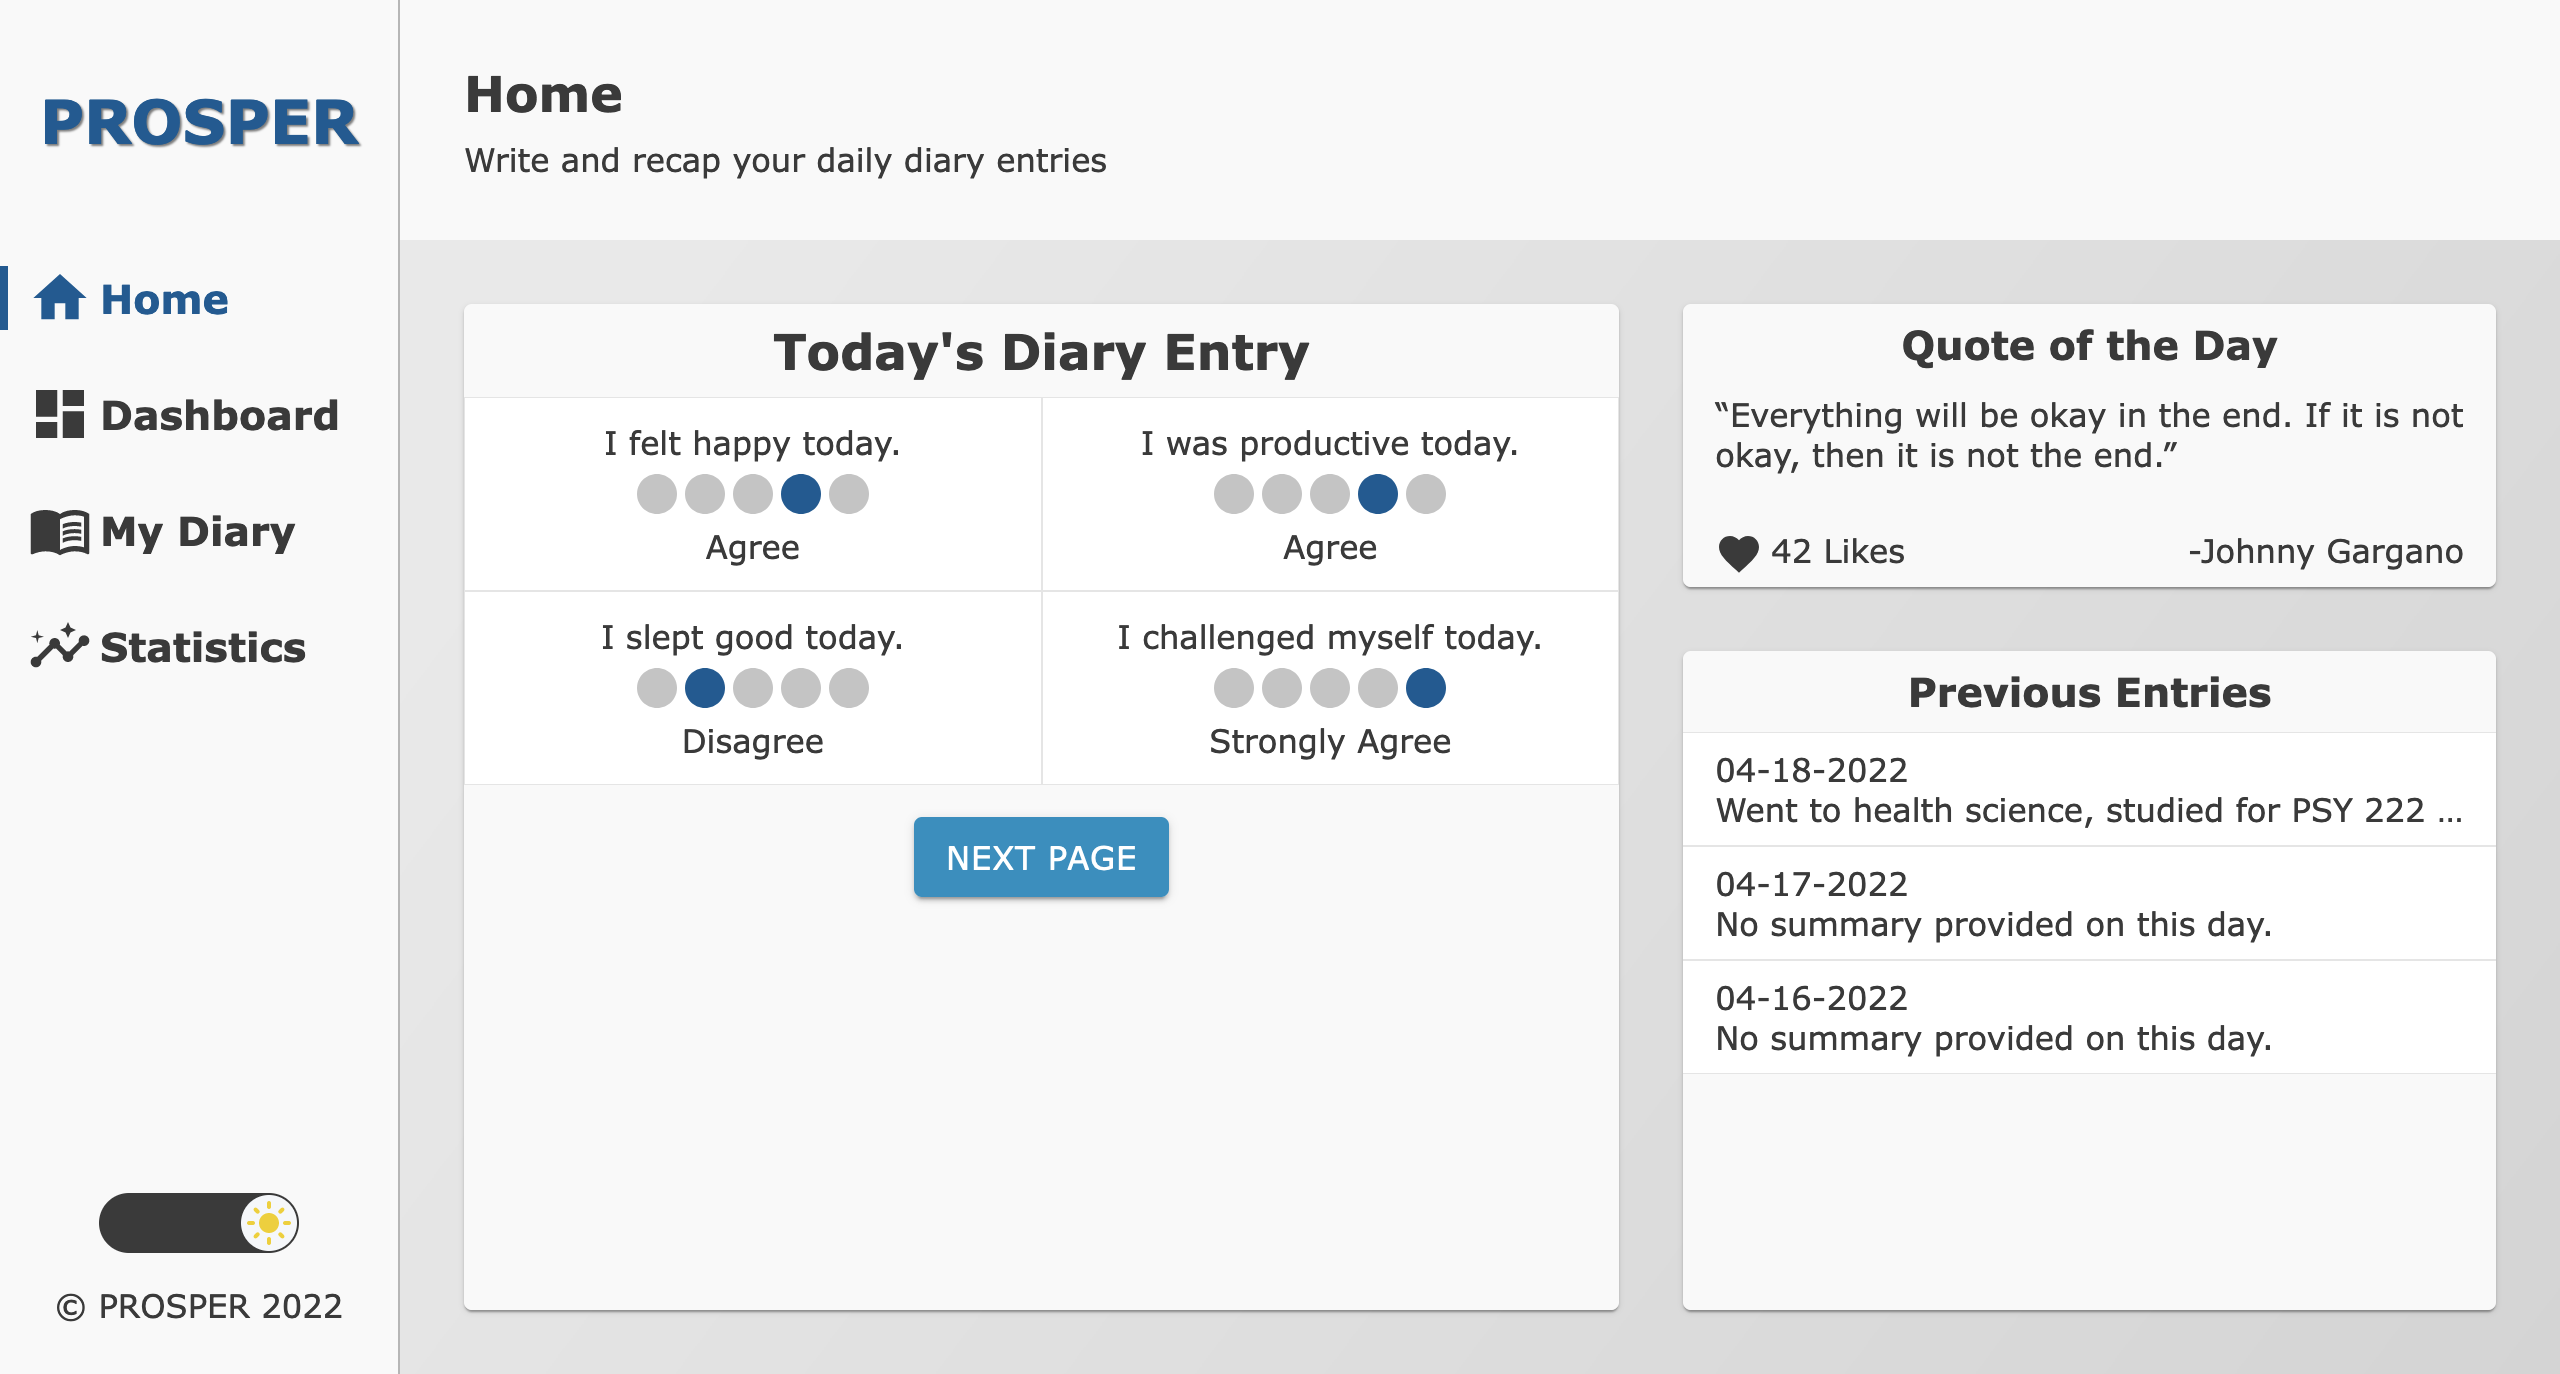 PROSPER
Home
Dashboard
My Diary
Statistics
© PROSPER 2022
Home
Write and recap your daily diary entries
Today's Diary Entry
I felt happy today.
Agree
I was productive today.
Agree
I slept good today.
Disagree
I challenged myself today.
Strongly Agree
NEXT PAGE
Quote of the Day
“Everything will be okay in the end. If it is not
okay, then it is not the end.”
42 Likes
-Johnny Gargano
Previous Entries
04-18-2022
Went to health science, studied for PSY 222 ...
04-17-2022
No summary provided on this day.
04-16-2022
No summary provided on this day.